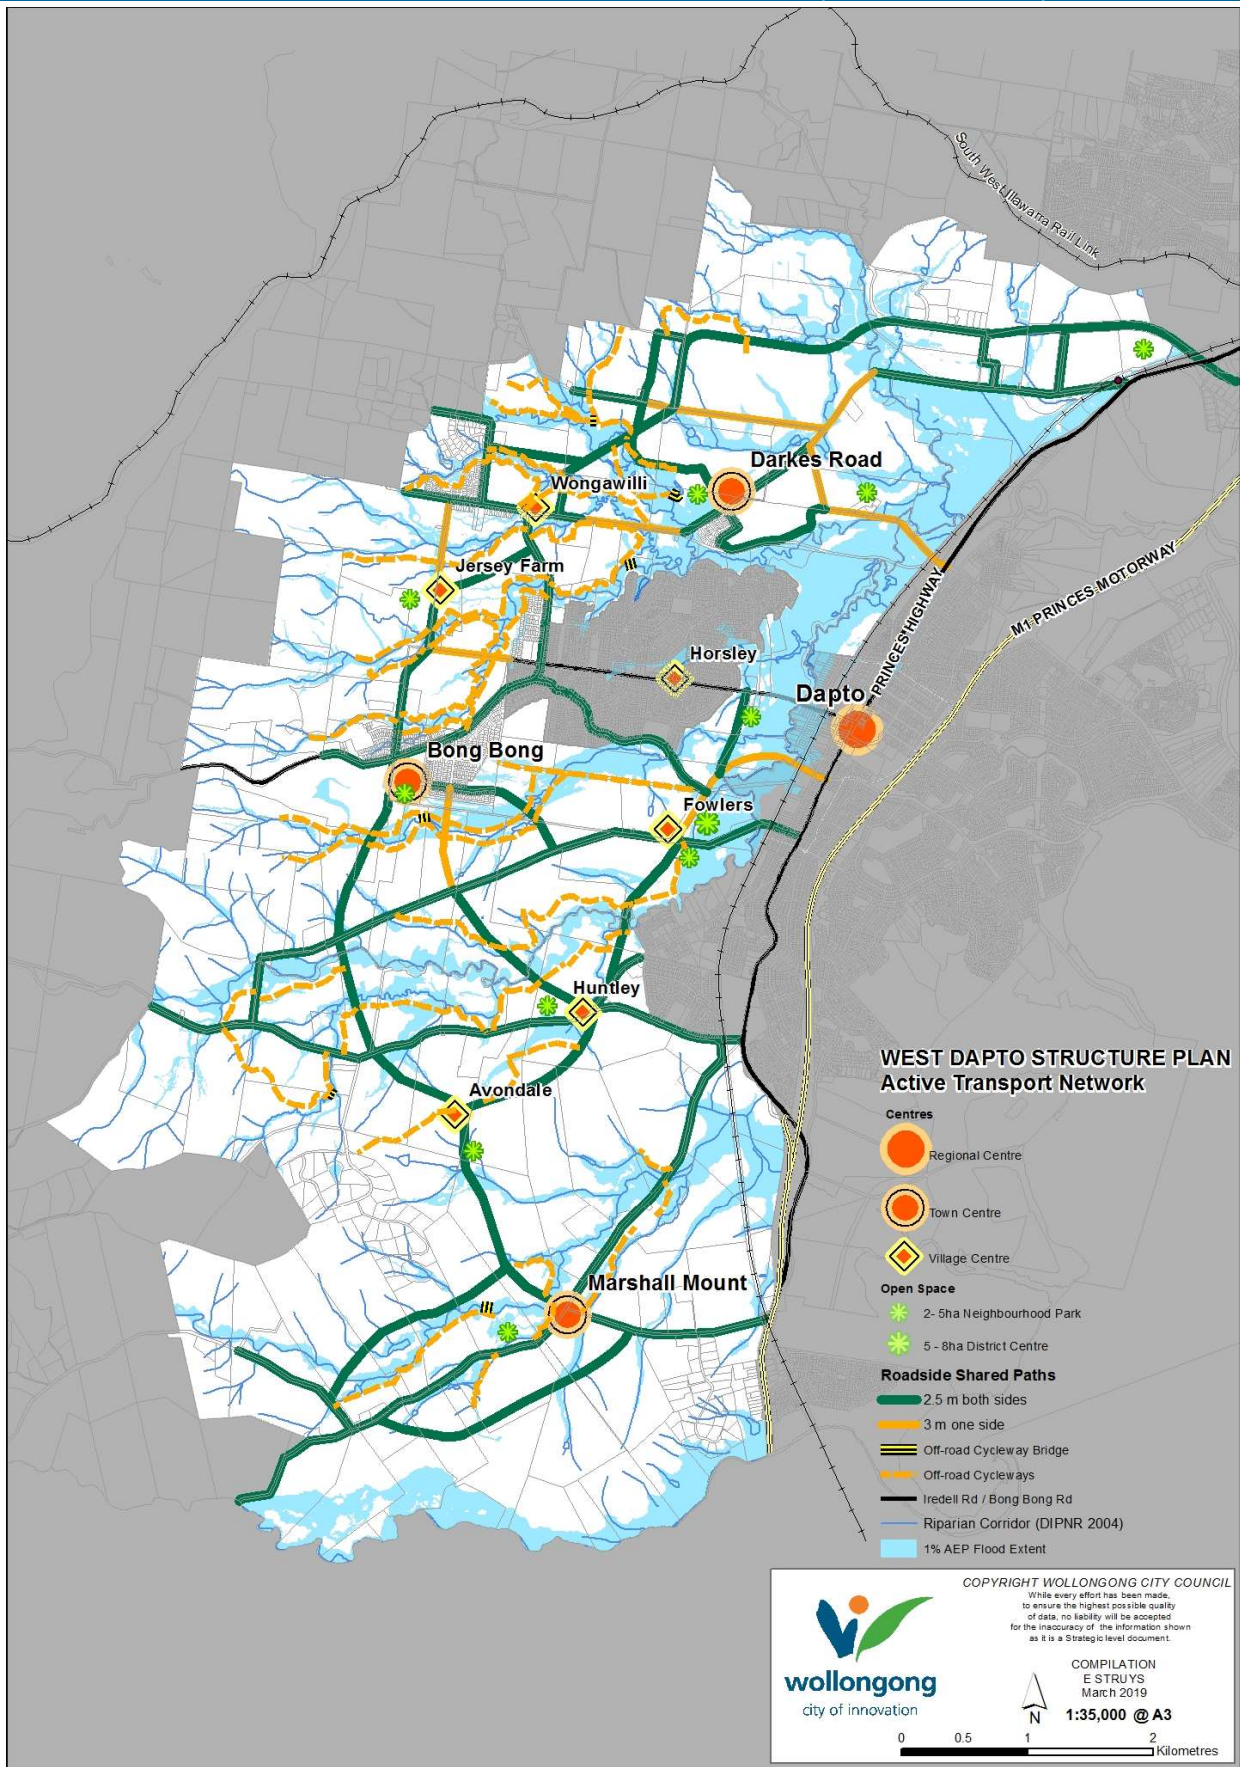 South West Illawarra Rail Link
Darkes Road
Wongawilli
Jersey Farm
PRINCES HIGHWAY
M1 PRINCES MOTORWAY
Horsley
Dapto
Bong Bong
Fowlers
Huntley
Avondale
Marshall Mount
WEST DAPTO STRUCTURE PLAN
Active Transport Network
Centres
Regional Centre
Town Centre
Village Centre
Open Space
2- 5ha Neighbourhood Park
5 - 8ha District Centre
Roadside Shared Paths
2.5 m both sides
3 m one side
Off-road Cycleway Bridge
Off-road Cycleways
Iredell Rd / Bong Bong Rd
Riparian Corridor (DIPNR 2004)
1% AEP Flood Extent
COPYRIGHT WOLLONGONG CITY COUNCIL
While every effort has been made,
to ensure the highest possible quality
of data, no liability will be accepted
for the inaccuracy of the information shown
as it is a Strategic level document.
wollongong
city of innovation
COMPILATION
E STRUYS
March 2019
N
1:35,000 @ A3
0 0.5 1 2
Kilometres